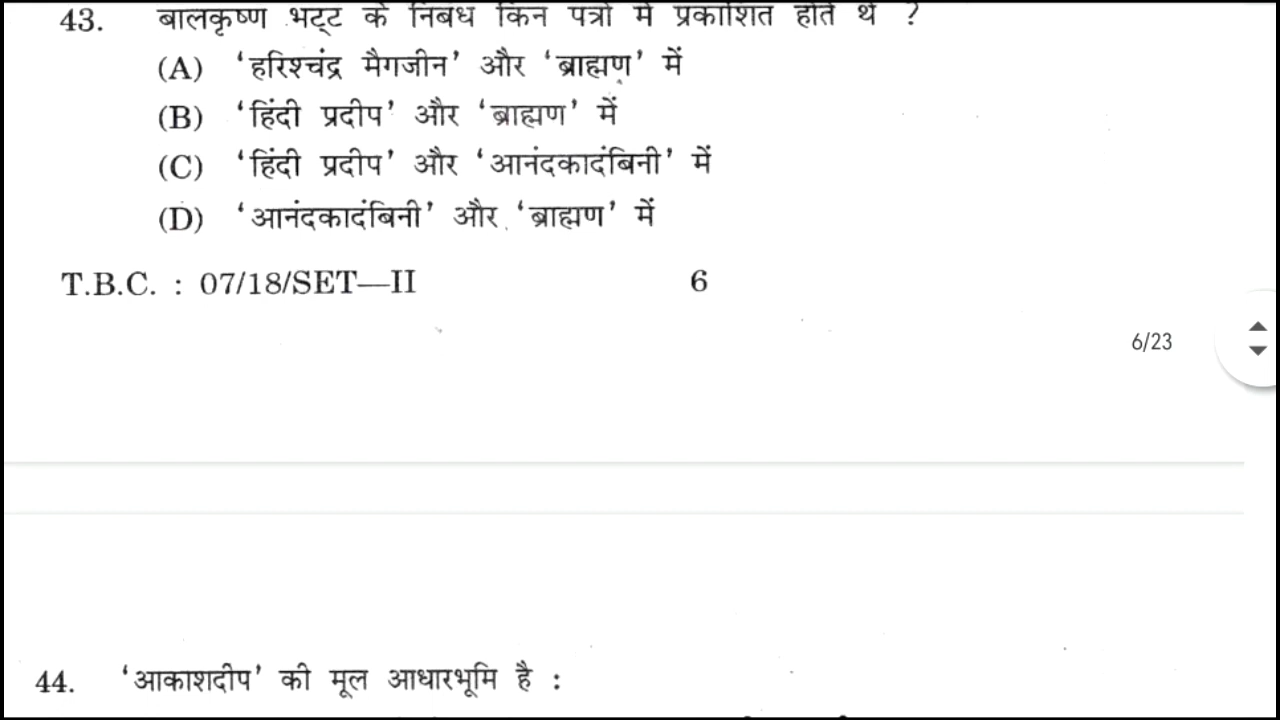 43. बालकृष्ण भट्ट के निबंध किन पत्रों में प्रकाशित होते थे ?
(A) ‘हरिश्चंद्र मैगजीन’ और ‘ब्राह्मण’ में
(B) ‘हिंदी प्रदीप’ और ‘ब्राह्मण’ में
(C) ‘हिंदी प्रदीप’ और ‘आनंदकादंबिनी’ में
(D) ‘आनंदकादंबिनी’ और ‘ब्राह्मण’ में
T.B.C. : 07/18/SET—II 6
6/23
44. ‘आकाशदीप’ की मूल आधारभूमि है :